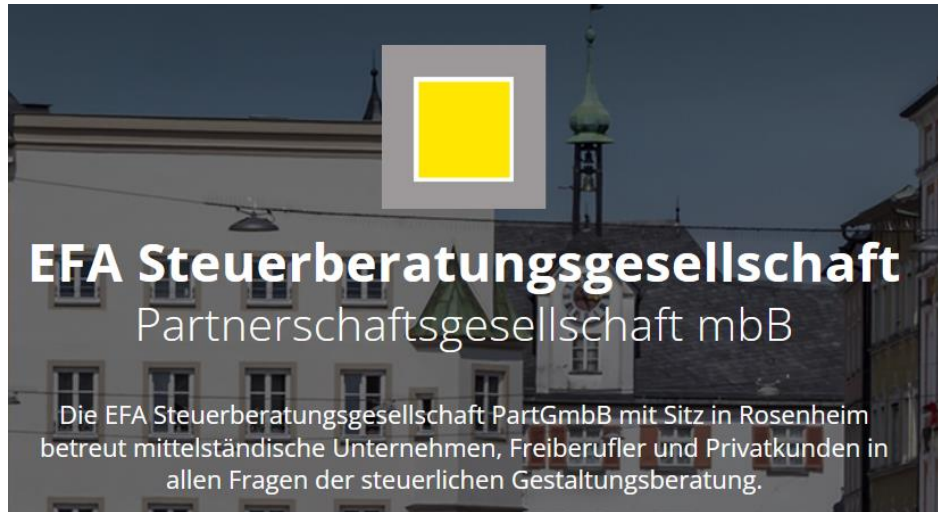 EFA Steuerberatungsgesellschaft
Partnerschaftsgesellschaft mbB
Die EFA Steuerberatungsgesellschaft PartGmbB mit Sitz in Rosenheim
betreut mittelständische Unternehmen, Freiberufler und Privatkunden in
allen Fragen der steuerlichen Gestaltungsberatung.